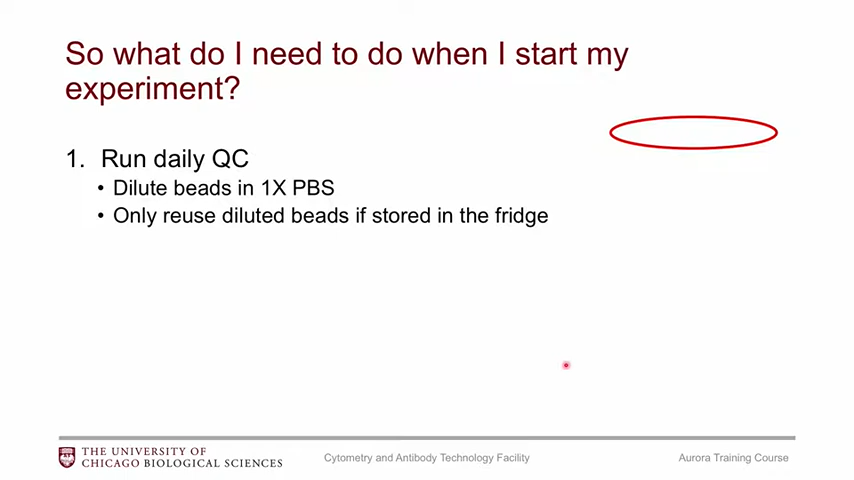 So what do I need to do when I start my
experiment?
1. Run daily QC
• Dilute beads in 1X PBS
• Only reuse diluted beads if stored in the fridge
THE UNIVERSITY OF
CHICAGO BIOLOGICAL SCIENCES
Cytometry and Antibody Technology Facility
Aurora Training Course